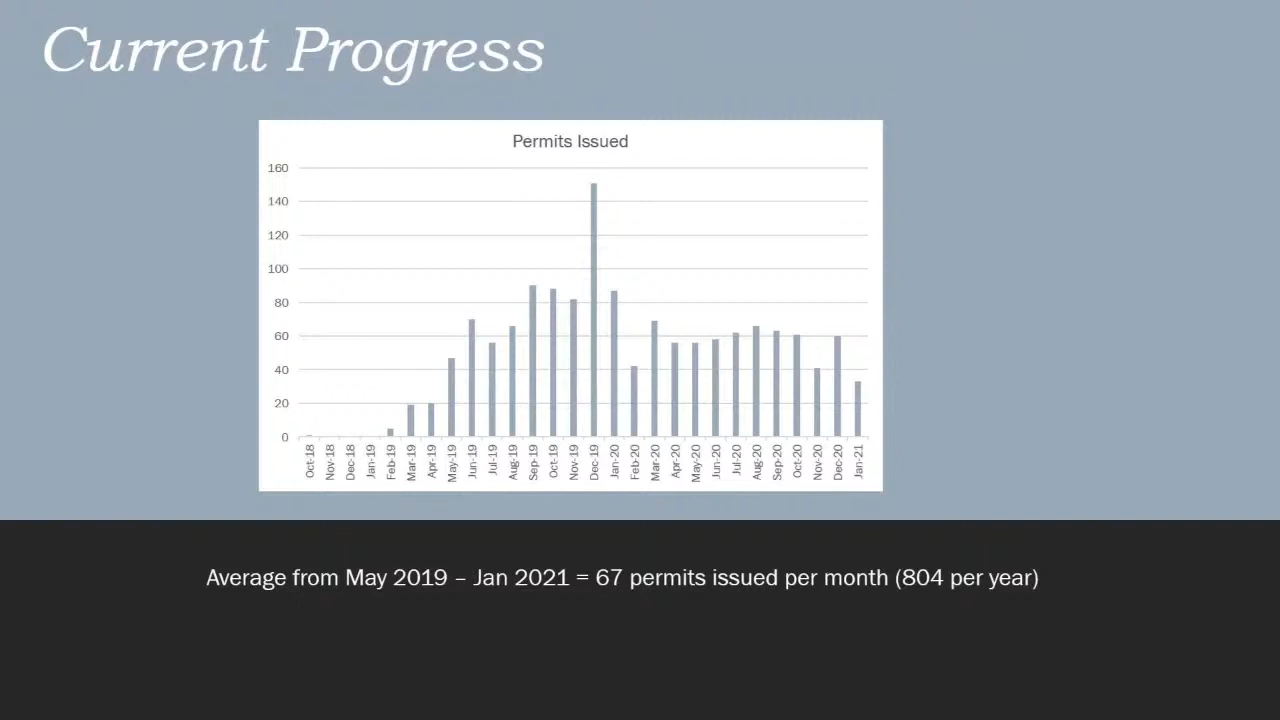 Current Progress
Permits Issued
160
140
120
100
80
60
40
20
0
Oct-18
Nov-18
Dec-18
Jan-19
Feb-19
Mar-19
Apr-19
May-19
Jun-19
Jul-19
Aug-19
Sep-19
Oct-19
Nov-19
Dec-19
Jan-20
Feb-20
Mar-20
Apr-20
May-20
Jun-20
Jul-20
Aug-20
Sep-20
Oct-20
Nov-20
Dec-20
Jan-21
Average from May 2019 – Jan 2021 = 67 permits issued per month (804 per year)